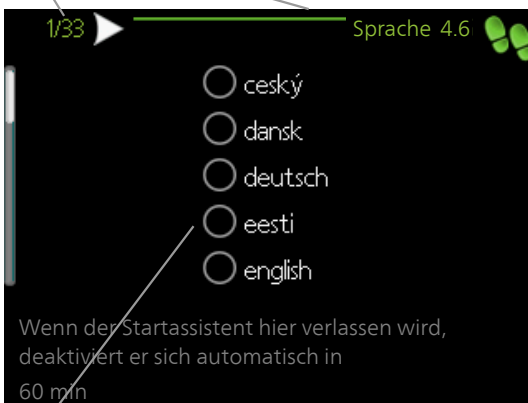 1/33 Sprache 4.6
ceský
dansk
deutsch
eesti
english
Wenn der Startassistent hier verlassen wird,
deaktiviert er sich automatisch in
60 min